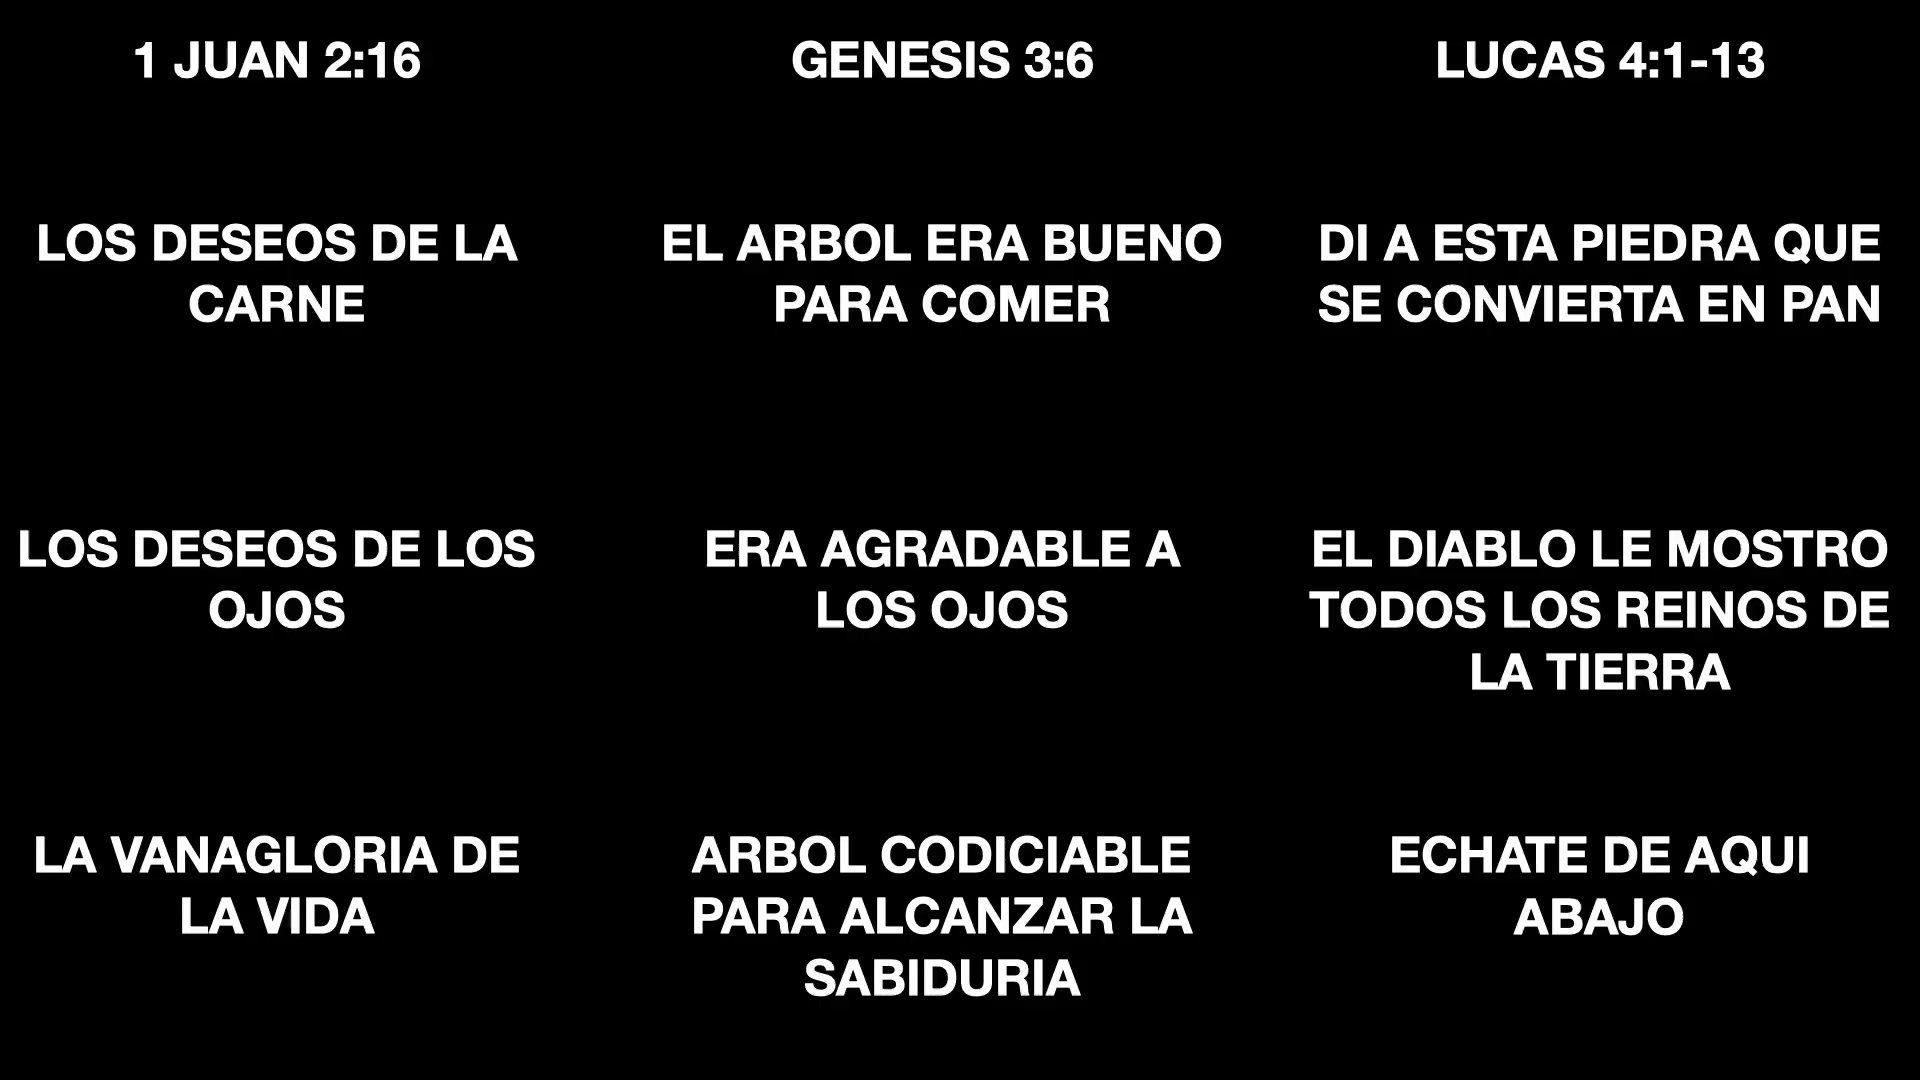 1 JUAN 2:16
GENESIS 3:6
LUCAS 4:1-13
LOS DESEOS DE LA
CARNE
EL ARBOL ERA BUENO
PARA COMER
DI A ESTA PIEDRA QUE
SE CONVIERTA EN PAN
LOS DESEOS DE LOS
OJOS
ERA AGRADABLE A
LOS OJOS
EL DIABLO LE MOSTRO
TODOS LOS REINOS DE
LA TIERRA
LA VANAGLORIA DE
LA VIDA
ARBOL CODICIABLE
PARA ALCANZAR LA
SABIDURIA
ECHATE DE AQUI
ABAJO